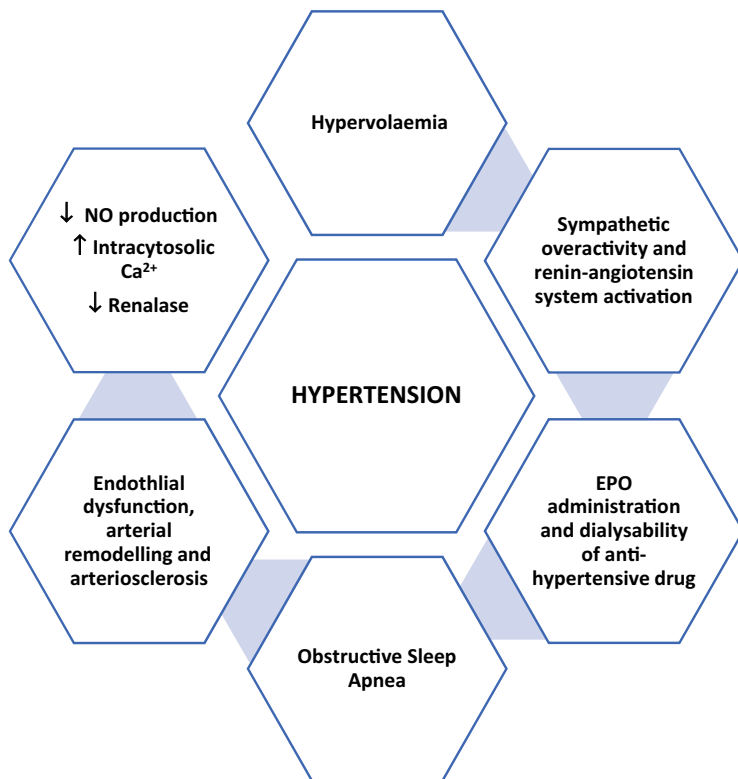 Hypervolaemia
↓ NO production
↑ Intracytosolic
Ca²⁺
↓ Renalase
Sympathetic
overactivity and
renin-angiotensin
system activation
HYPERTENSION
Endothlial
dysfunction,
arterial
remodelling and
arteriosclerosis
EPO
administration
and dialysability
of anti-
hypertensive drug
Obstructive Sleep
Apnea